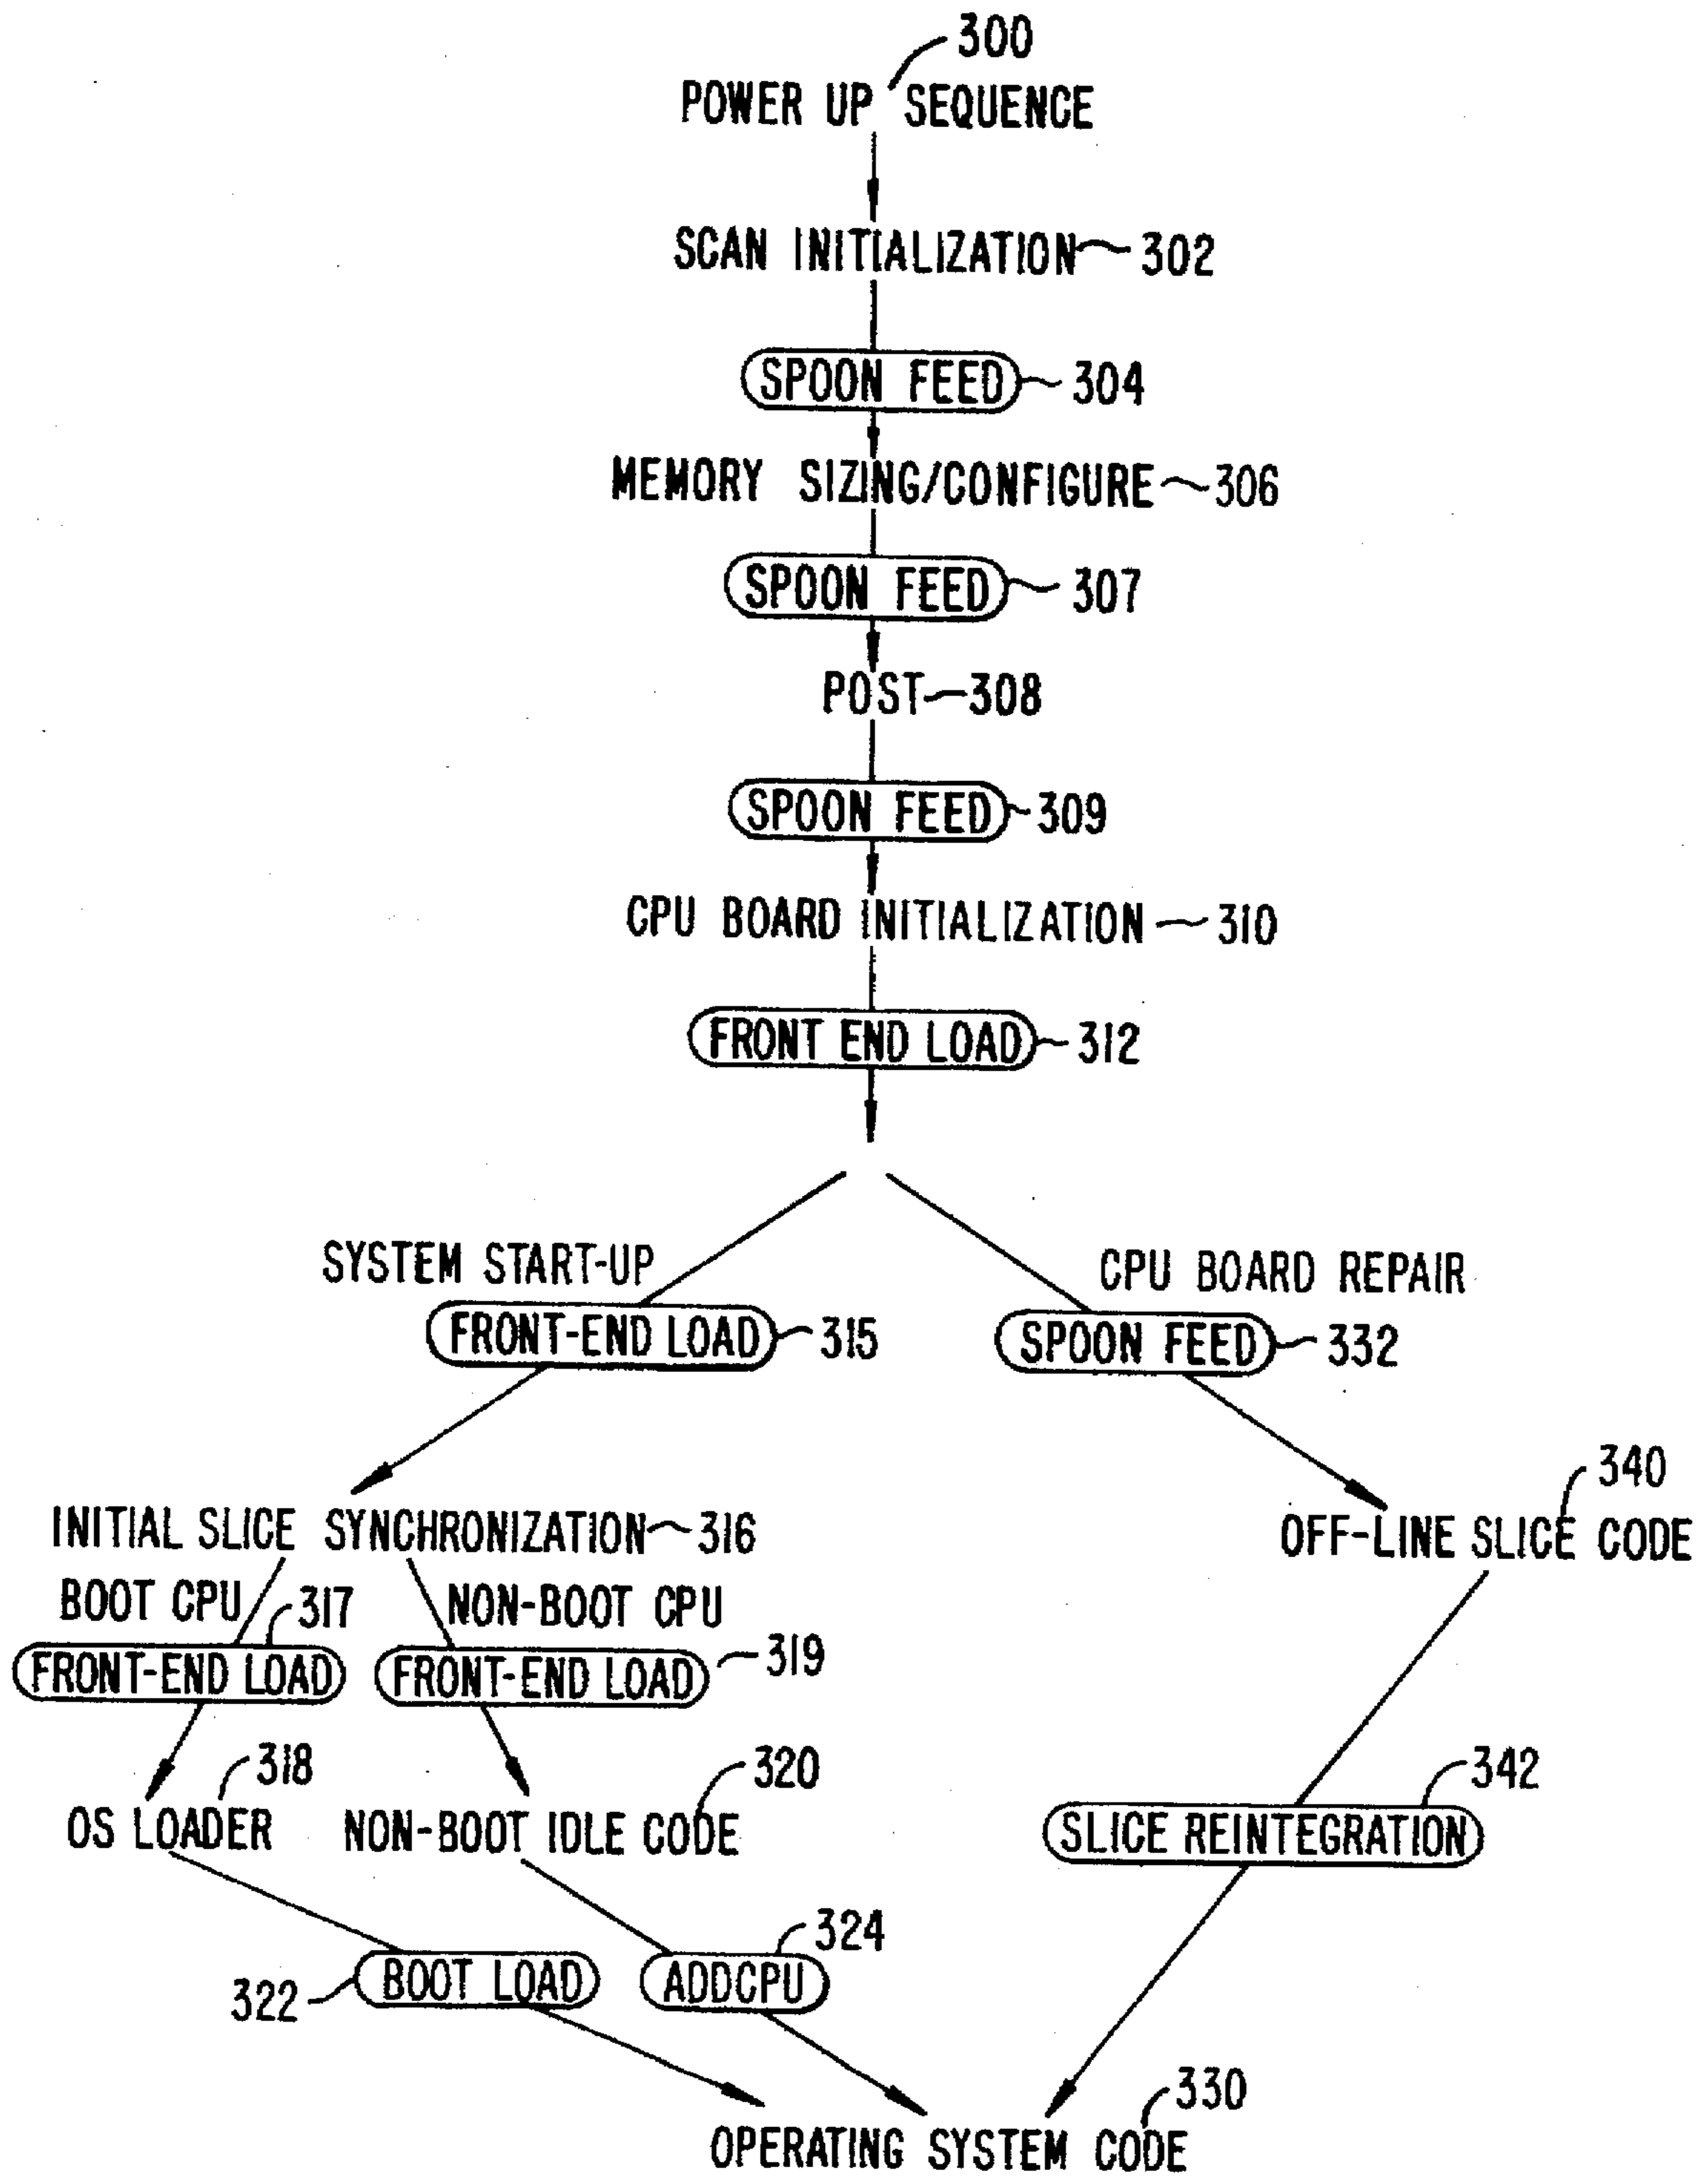 300
POWER UP SEQUENCE
SCAN INITIALIZATION 302
SPOON FEED 304
MEMORY SIZING/CONFIGURE 306
SPOON FEED 307
POST 308
SPOON FEED 309
CPU BOARD INITIALIZATION 310
FRONT END LOAD 312
SYSTEM START-UP
CPU BOARD REPAIR
FRONT-END LOAD 315
SPOON FEED 332
340
INITIAL SLICE SYNCHRONIZATION 316
OFF-LINE SLICE CODE
BOOT CPU 317
NON-BOOT CPU
FRONT-END LOAD
FRONT-END LOAD 319
318
320
342
OS LOADER
NON-BOOT IDLE CODE
SLICE REINTEGRATION
324
322 BOOT LOAD
ADDCPU
330
OPERATING SYSTEM CODE